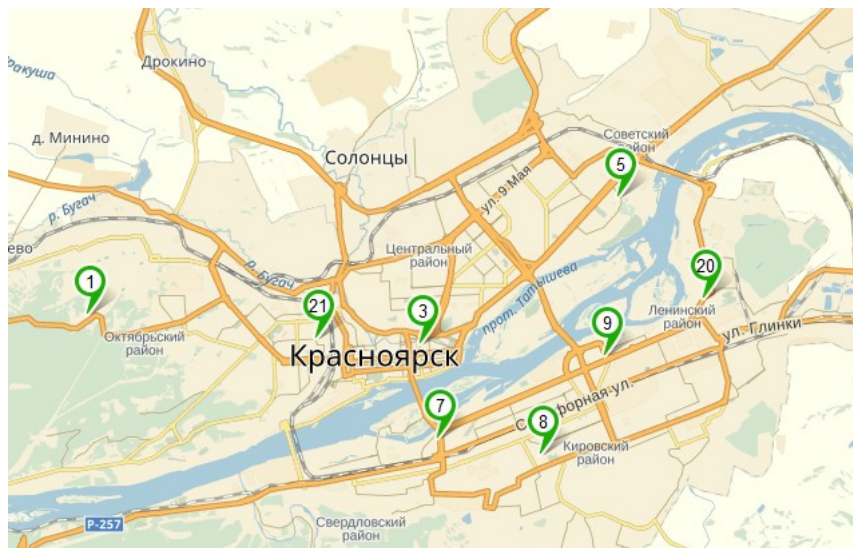 Дрокино
д. Минино
Солонцы
Советский
район
5
р. Бугач
ул. 9 Мая
Центральный
район
р. Бугач
прот. Татышева
1
21
3
20
9
Октябрьский
район
Красноярск
Ленинский
район
ул. Глинки
7
8
Кировский
район
Р-257
Свердловский
район